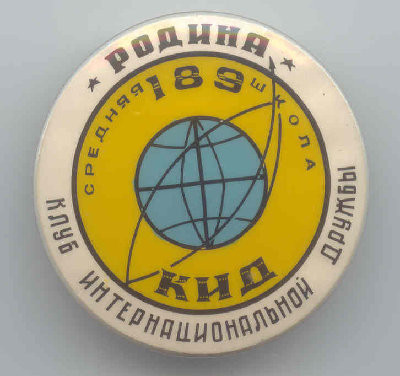 ★ РОДИНА ★
СРЕДНЯЯ 189 ШКОЛА
КИД
КЛУБ ИНТЕРНАЦИОНАЛЬНОЙ ДРУЖБЫ